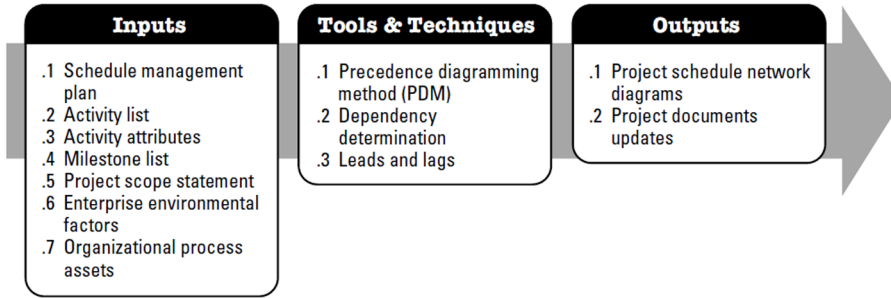 Inputs
.1 Schedule management
plan
.2 Activity list
.3 Activity attributes
.4 Milestone list
.5 Project scope statement
.6 Enterprise environmental
factors
.7 Organizational process
assets
Tools & Techniques
.1 Precedence diagramming
method (PDM)
.2 Dependency
determination
.3 Leads and lags
Outputs
.1 Project schedule network
diagrams
.2 Project documents
updates